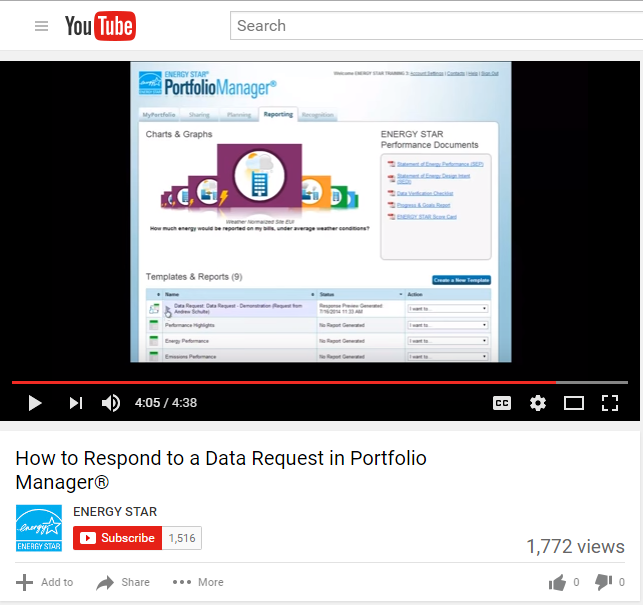 YouTube
Search
ENERGY STAR®
PortfolioManager®
Welcome ENERGY STAR TRAINING 3: Account Settings | Contacts | Help | Sign Out
MyPortfolio Sharing Planning Reporting Recognition
Charts & Graphs
ENERGY STAR
Performance Documents
Statement of Energy Performance (SEP)
Statement of Energy Design Intent
(SEDI)
Data Verification Checklist
Progress & Goals Report
ENERGY STAR Score Card
Weather Normalized Site EUI
How much energy would be reported on my bills, under average weather conditions?
Templates & Reports (9)
Create a New Template
Name Status Action
Data Request: Data Request - Demonstration (Request from
Andrew Schulte)
Response Preview Generated
7/16/2014 11:33 AM
I want to...
Performance Highlights No Report Generated I want to...
Energy Performance No Report Generated I want to...
Emissions Performance No Report Generated I want to...
4:05 / 4:38
CC
How to Respond to a Data Request in Portfolio
Manager®
energy
ENERGY STAR
ENERGY STAR
Subscribe 1,516
1,772 views
Add to Share More 0 0